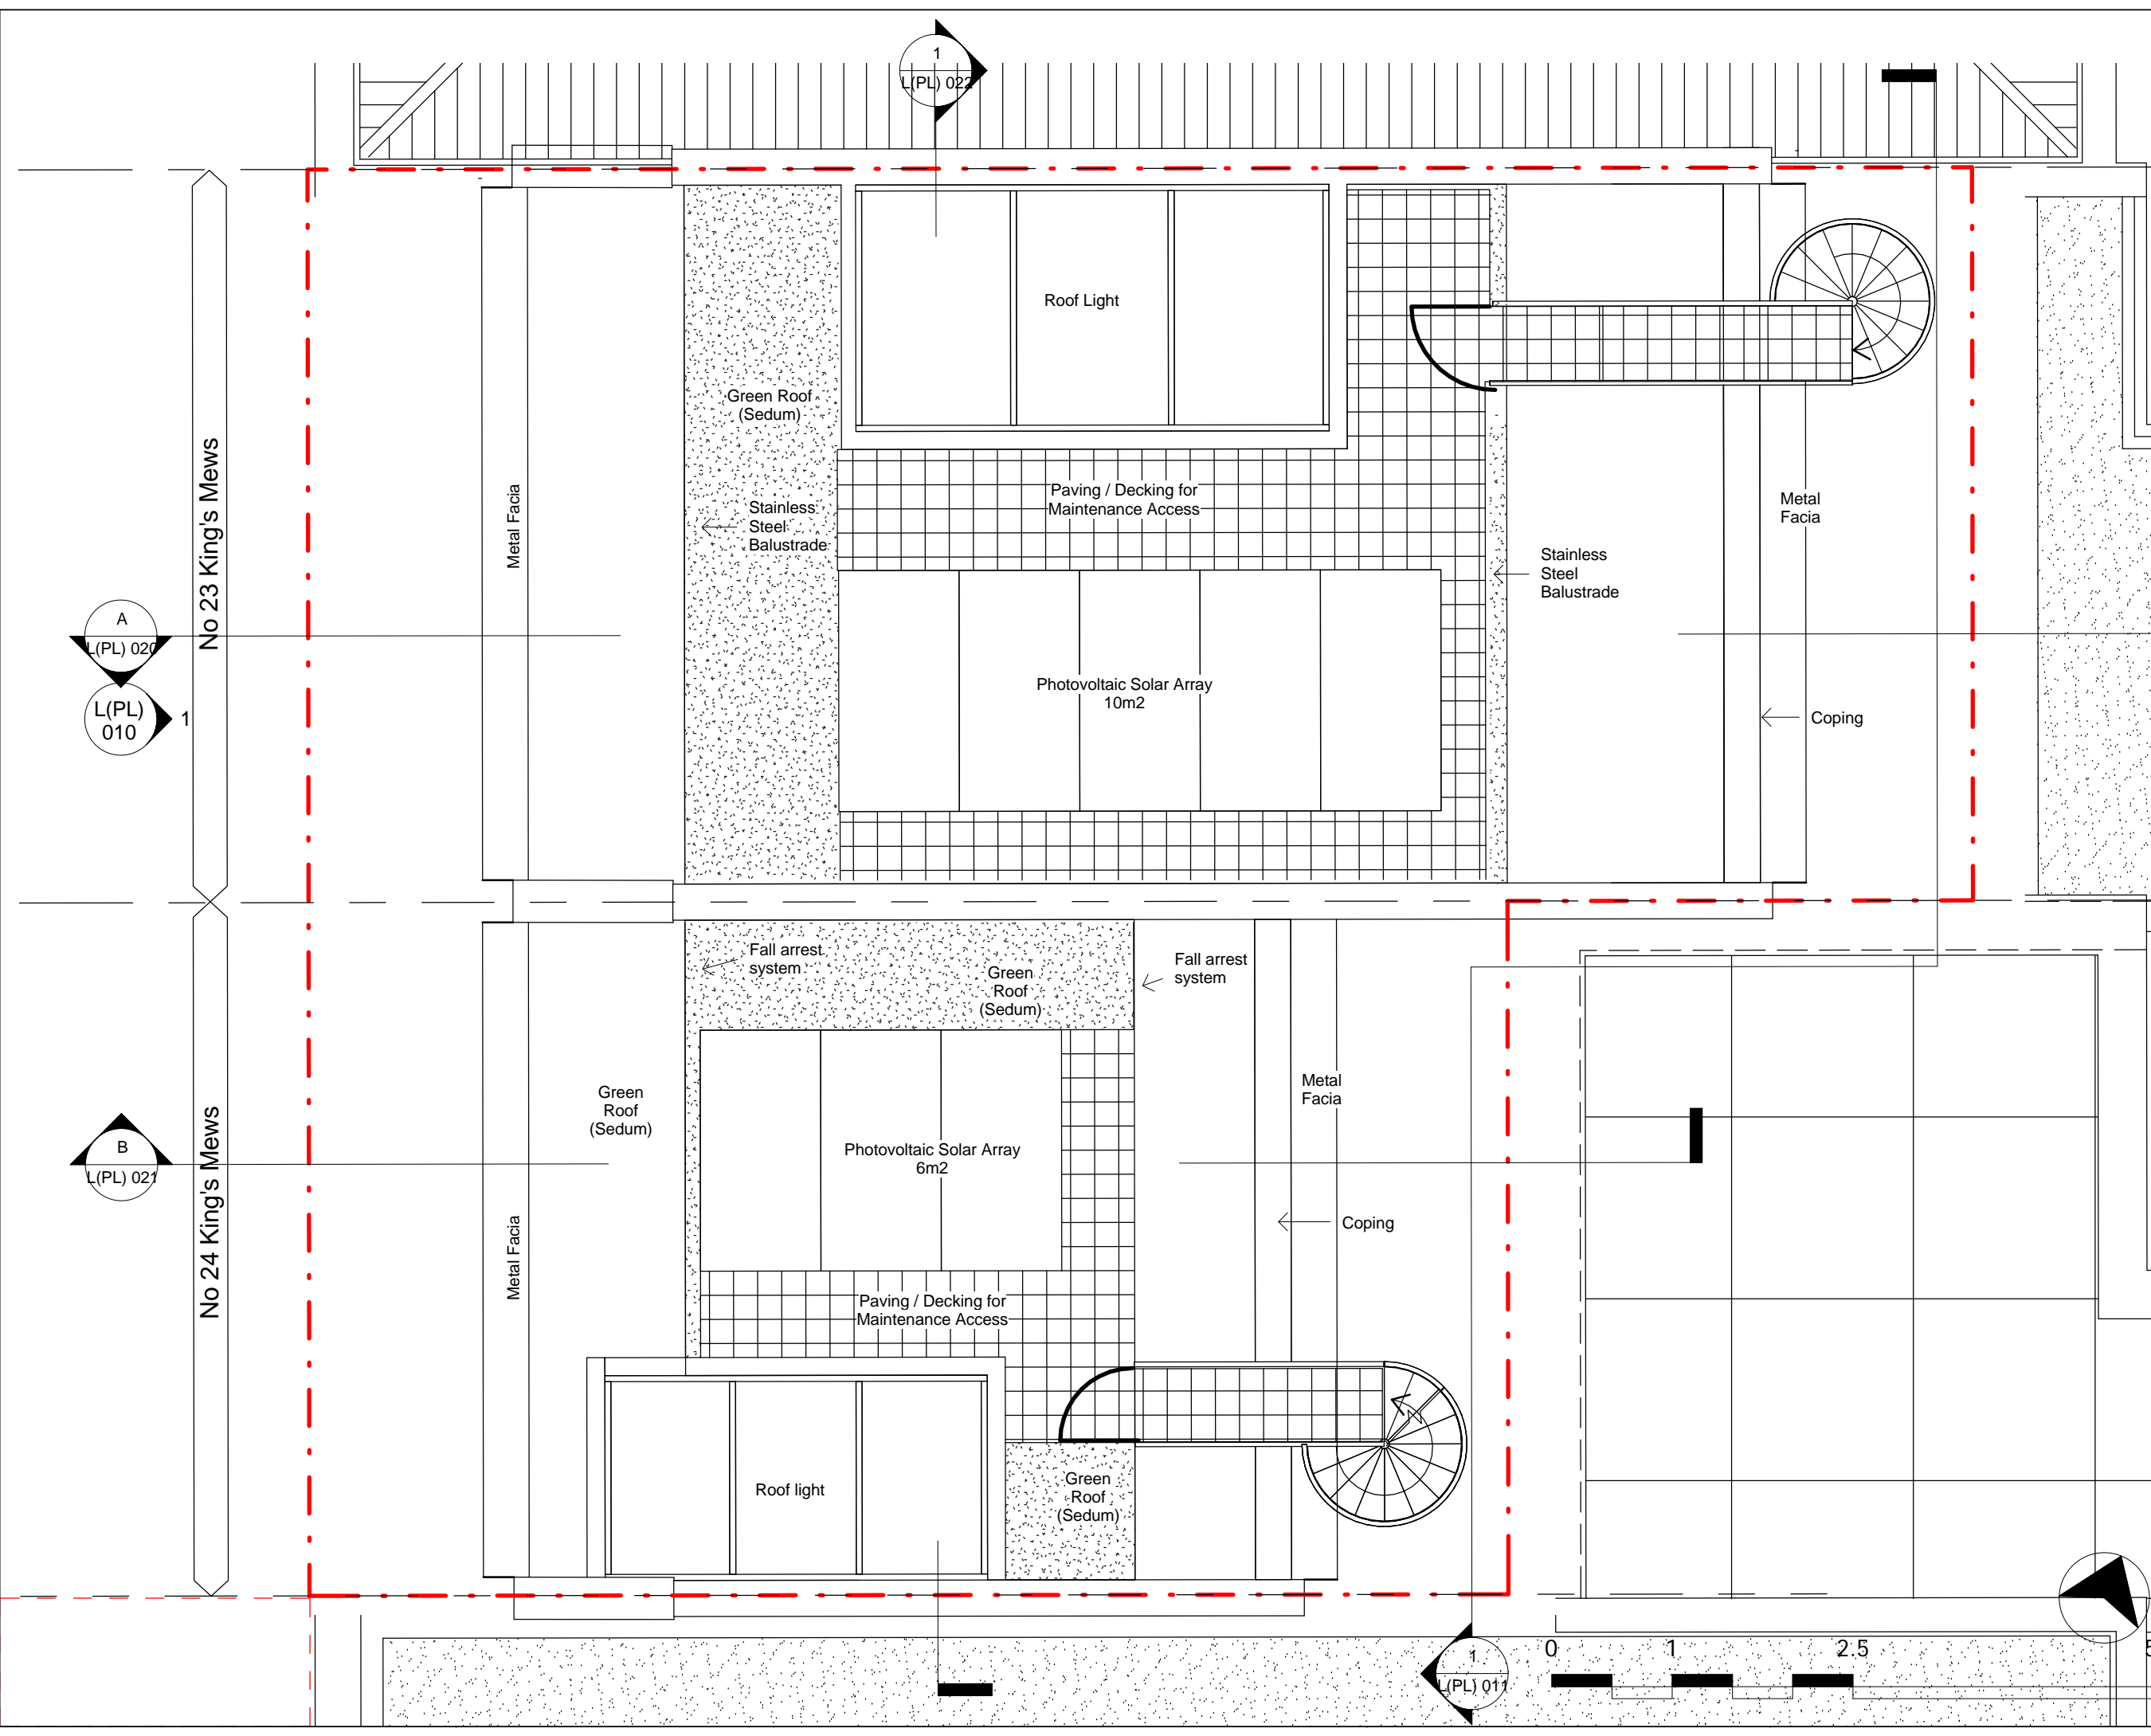 1
L(PL) 022
Roof Light
Green Roof
(Sedum)
No 23 King's Mews
Metal Facia
Stainless
Steel
Balustrade
Paving / Decking for
Maintenance Access
Metal
Facia
Stainless
Steel
Balustrade
A
L(PL) 020
L(PL)
010
1
Photovoltaic Solar Array
10m2
Coping
Fall arrest
system
Green
Roof
(Sedum)
Fall arrest
system
Green
Roof
(Sedum)
Metal
Facia
B
L(PL) 021
No 24 King's Mews
Photovoltaic Solar Array
6m2
Metal Facia
Coping
Paving / Decking for
Maintenance Access
Roof light
Green
Roof
(Sedum)
1
L(PL) 011
0 1 2.5